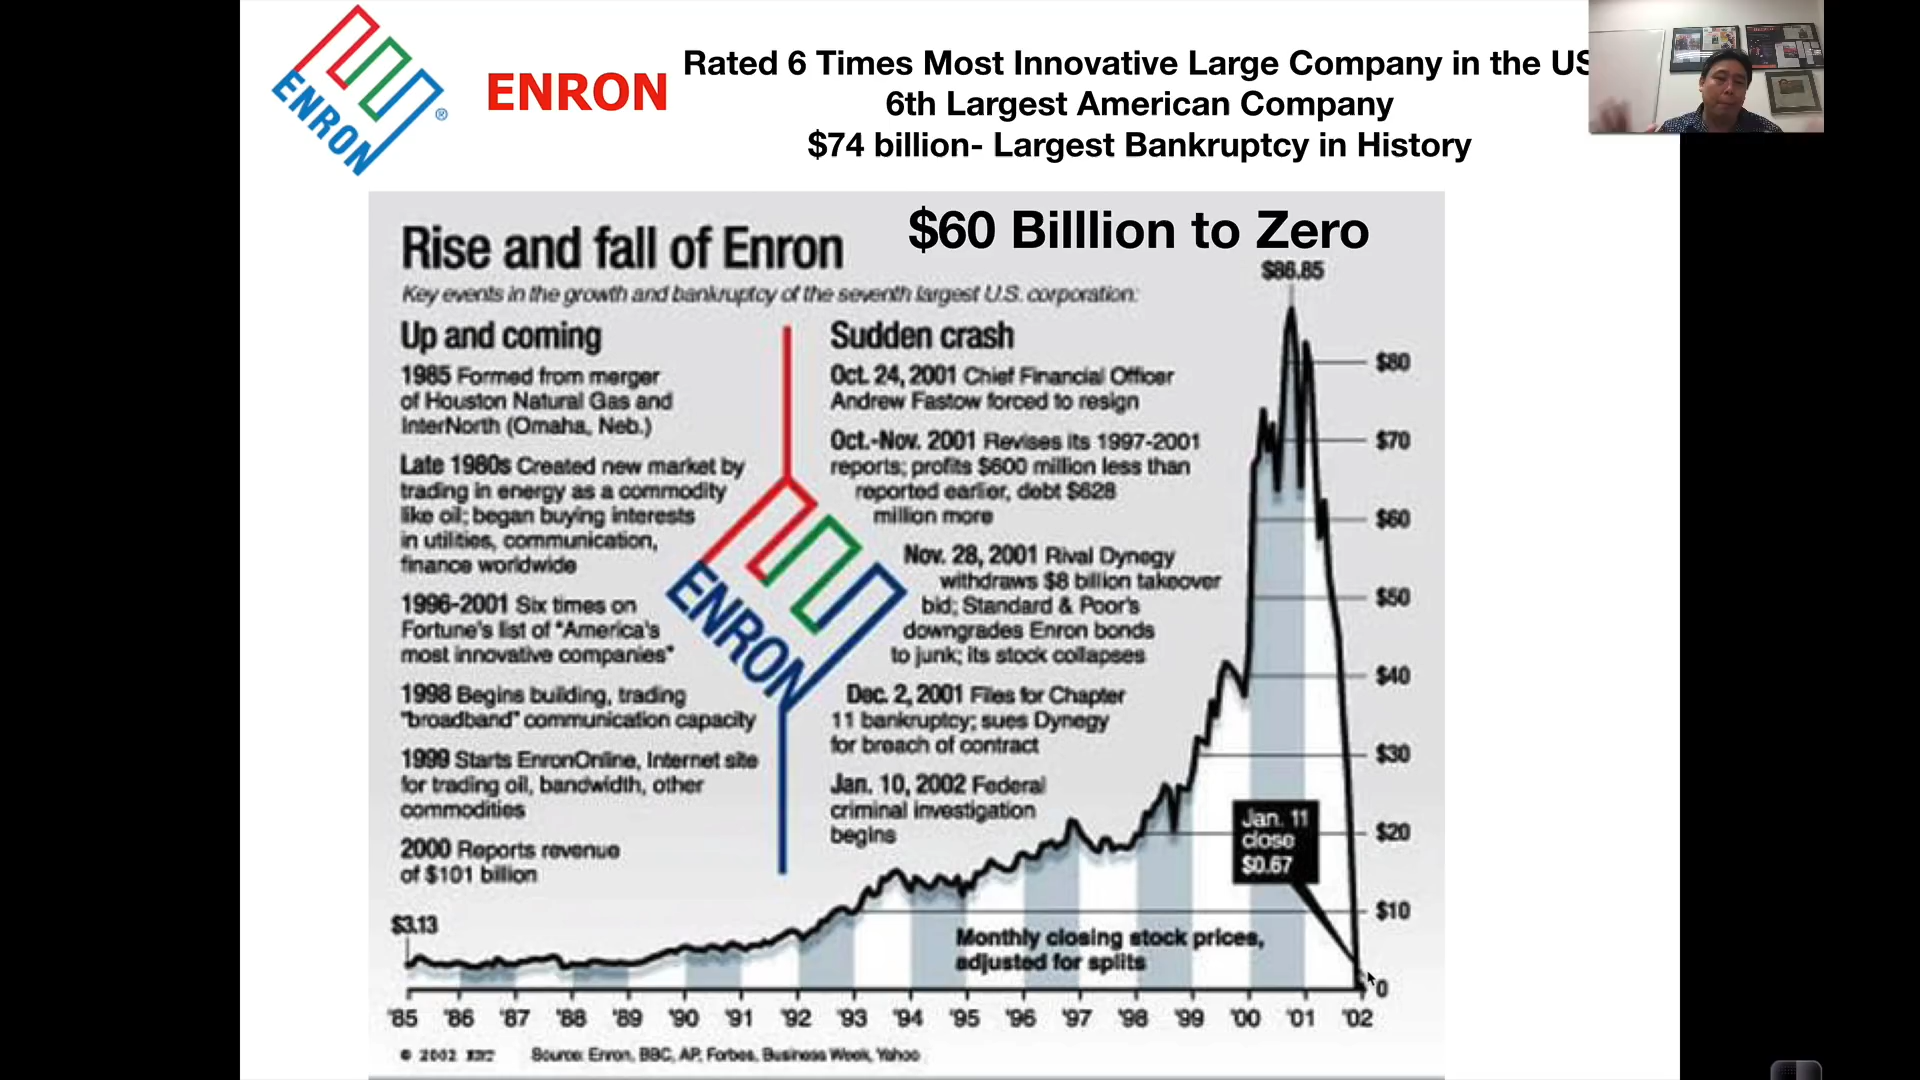 ENRON®
ENRON
Rated 6 Times Most Innovative Large Company in the US
6th Largest American Company
$74 billion- Largest Bankruptcy in History
Rise and fall of Enron
$60 Billlion to Zero
Key events in the growth and bankruptcy of the seventh largest U.S. corporation:
Up and coming
1985 Formed from merger
of Houston Natural Gas and
InterNorth (Omaha, Neb.)
Late 1980s Created new market by
trading in energy as a commodity
like oil; began buying interests
in utilities, communication,
finance worldwide
1996-2001 Six times on
Fortune's list of "America's
most innovative companies"
1998 Begins building, trading
"broadband" communication capacity
1999 Starts EnronOnline, Internet site
for trading oil, bandwidth, other
commodities
2000 Reports revenue
of $101 billion
ENRON
Sudden crash
Oct. 24, 2001 Chief Financial Officer
Andrew Fastow forced to resign
Oct.-Nov. 2001 Revises its 1997-2001
reports; profits $600 million less than
reported earlier, debt $628
million more
Nov. 28, 2001 Rival Dynegy
withdraws $8 billion takeover
bid; Standard & Poor's
downgrades Enron bonds
to junk; its stock collapses
Dec. 2, 2001 Files for Chapter
11 bankruptcy; sues Dynegy
for breach of contract
Jan. 10, 2002 Federal
criminal investigation
begins
$86.85
$80
$70
$60
$50
$40
$30
$20
$10
0
Jan. 11
close
$0.67
$3.13
Monthly closing stock prices,
adjusted for splits
'85 '86 '87 '88 '89 '90 '91 '92 '93 '94 '95 '96 '97 '98 '99 '00 '01 '02
© 2002
Source: Enron, BBC, AP, Forbes, Business Week, Yahoo